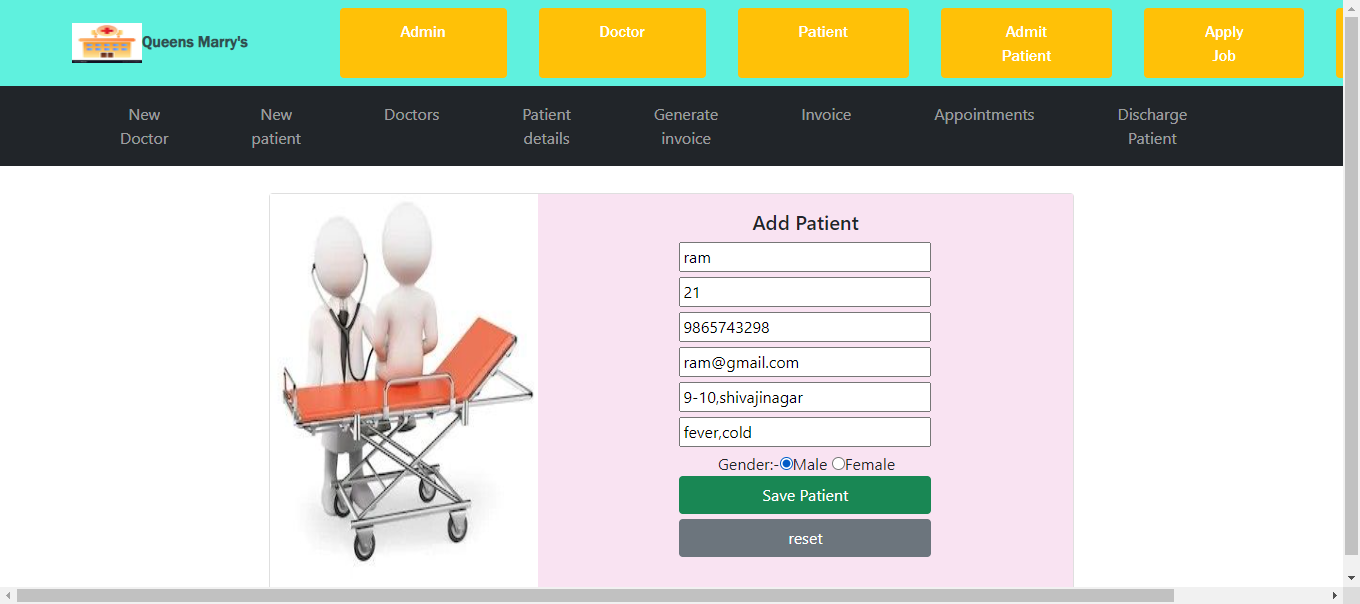 Queens Marry's
Admin
Doctor
Patient
Admit
Patient
Apply
Job
New
Doctor
New
patient
Doctors
Patient
details
Generate
invoice
Invoice
Appointments
Discharge
Patient
Add Patient
ram
21
9865743298
ram@gmail.com
9-10,shivajinagar
fever,cold
Gender:-Male Female
Save Patient
reset